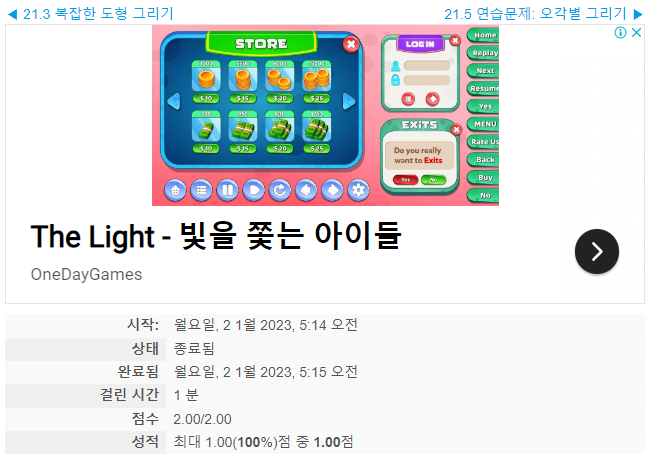 ◀ 21.3 복잡한 도형 그리기
21.5 연습문제: 오각별 그리기 ▶
STORE
$ 10 $ 15 $ 20 $ 25
$ 10 $ 15 $ 20 $ 25
LOG IN
EXITS
Do you really
want to Exits
Yes No
Home
Replay
Next
Resume
Yes
MENU
Rate Us
Back
Buy
No
The Light - 빛을 쫓는 아이들
OneDayGames
시작: 월요일, 2 1월 2023, 5:14 오전
상태 종료됨
완료됨 월요일, 2 1월 2023, 5:15 오전
걸린 시간 1 분
점수 2.00/2.00
성적 최대 1.00(100%)점 중 1.00점